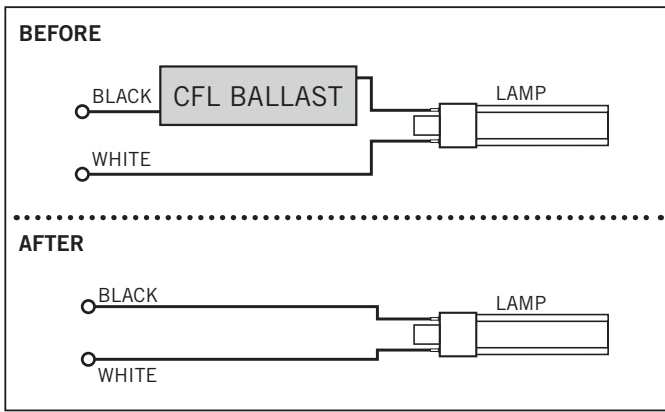 BEFORE
BLACK
CFL BALLAST
LAMP
WHITE
AFTER
BLACK
LAMP
WHITE